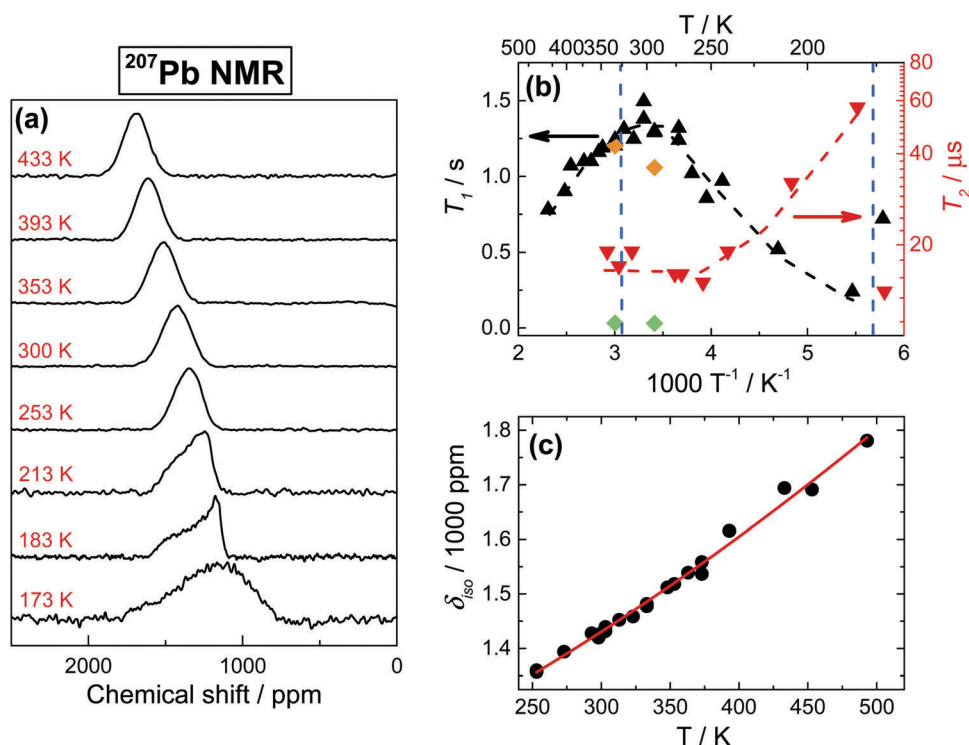 ²⁰⁷Pb NMR
(a)
433 K
393 K
353 K
300 K
253 K
213 K
183 K
173 K
2000 1000 0
Chemical shift / ppm
T / K
500 400 350 300 250 200
(b)
1.5
1.0
0.5
0.0
T₁ / s
80
60
40
20
T₂ / μs
2 3 4 5 6
1000 T⁻¹ / K⁻¹
(c)
1.8
1.7
1.6
1.5
1.4
δiso / 1000 ppm
250 300 350 400 450 500
T / K